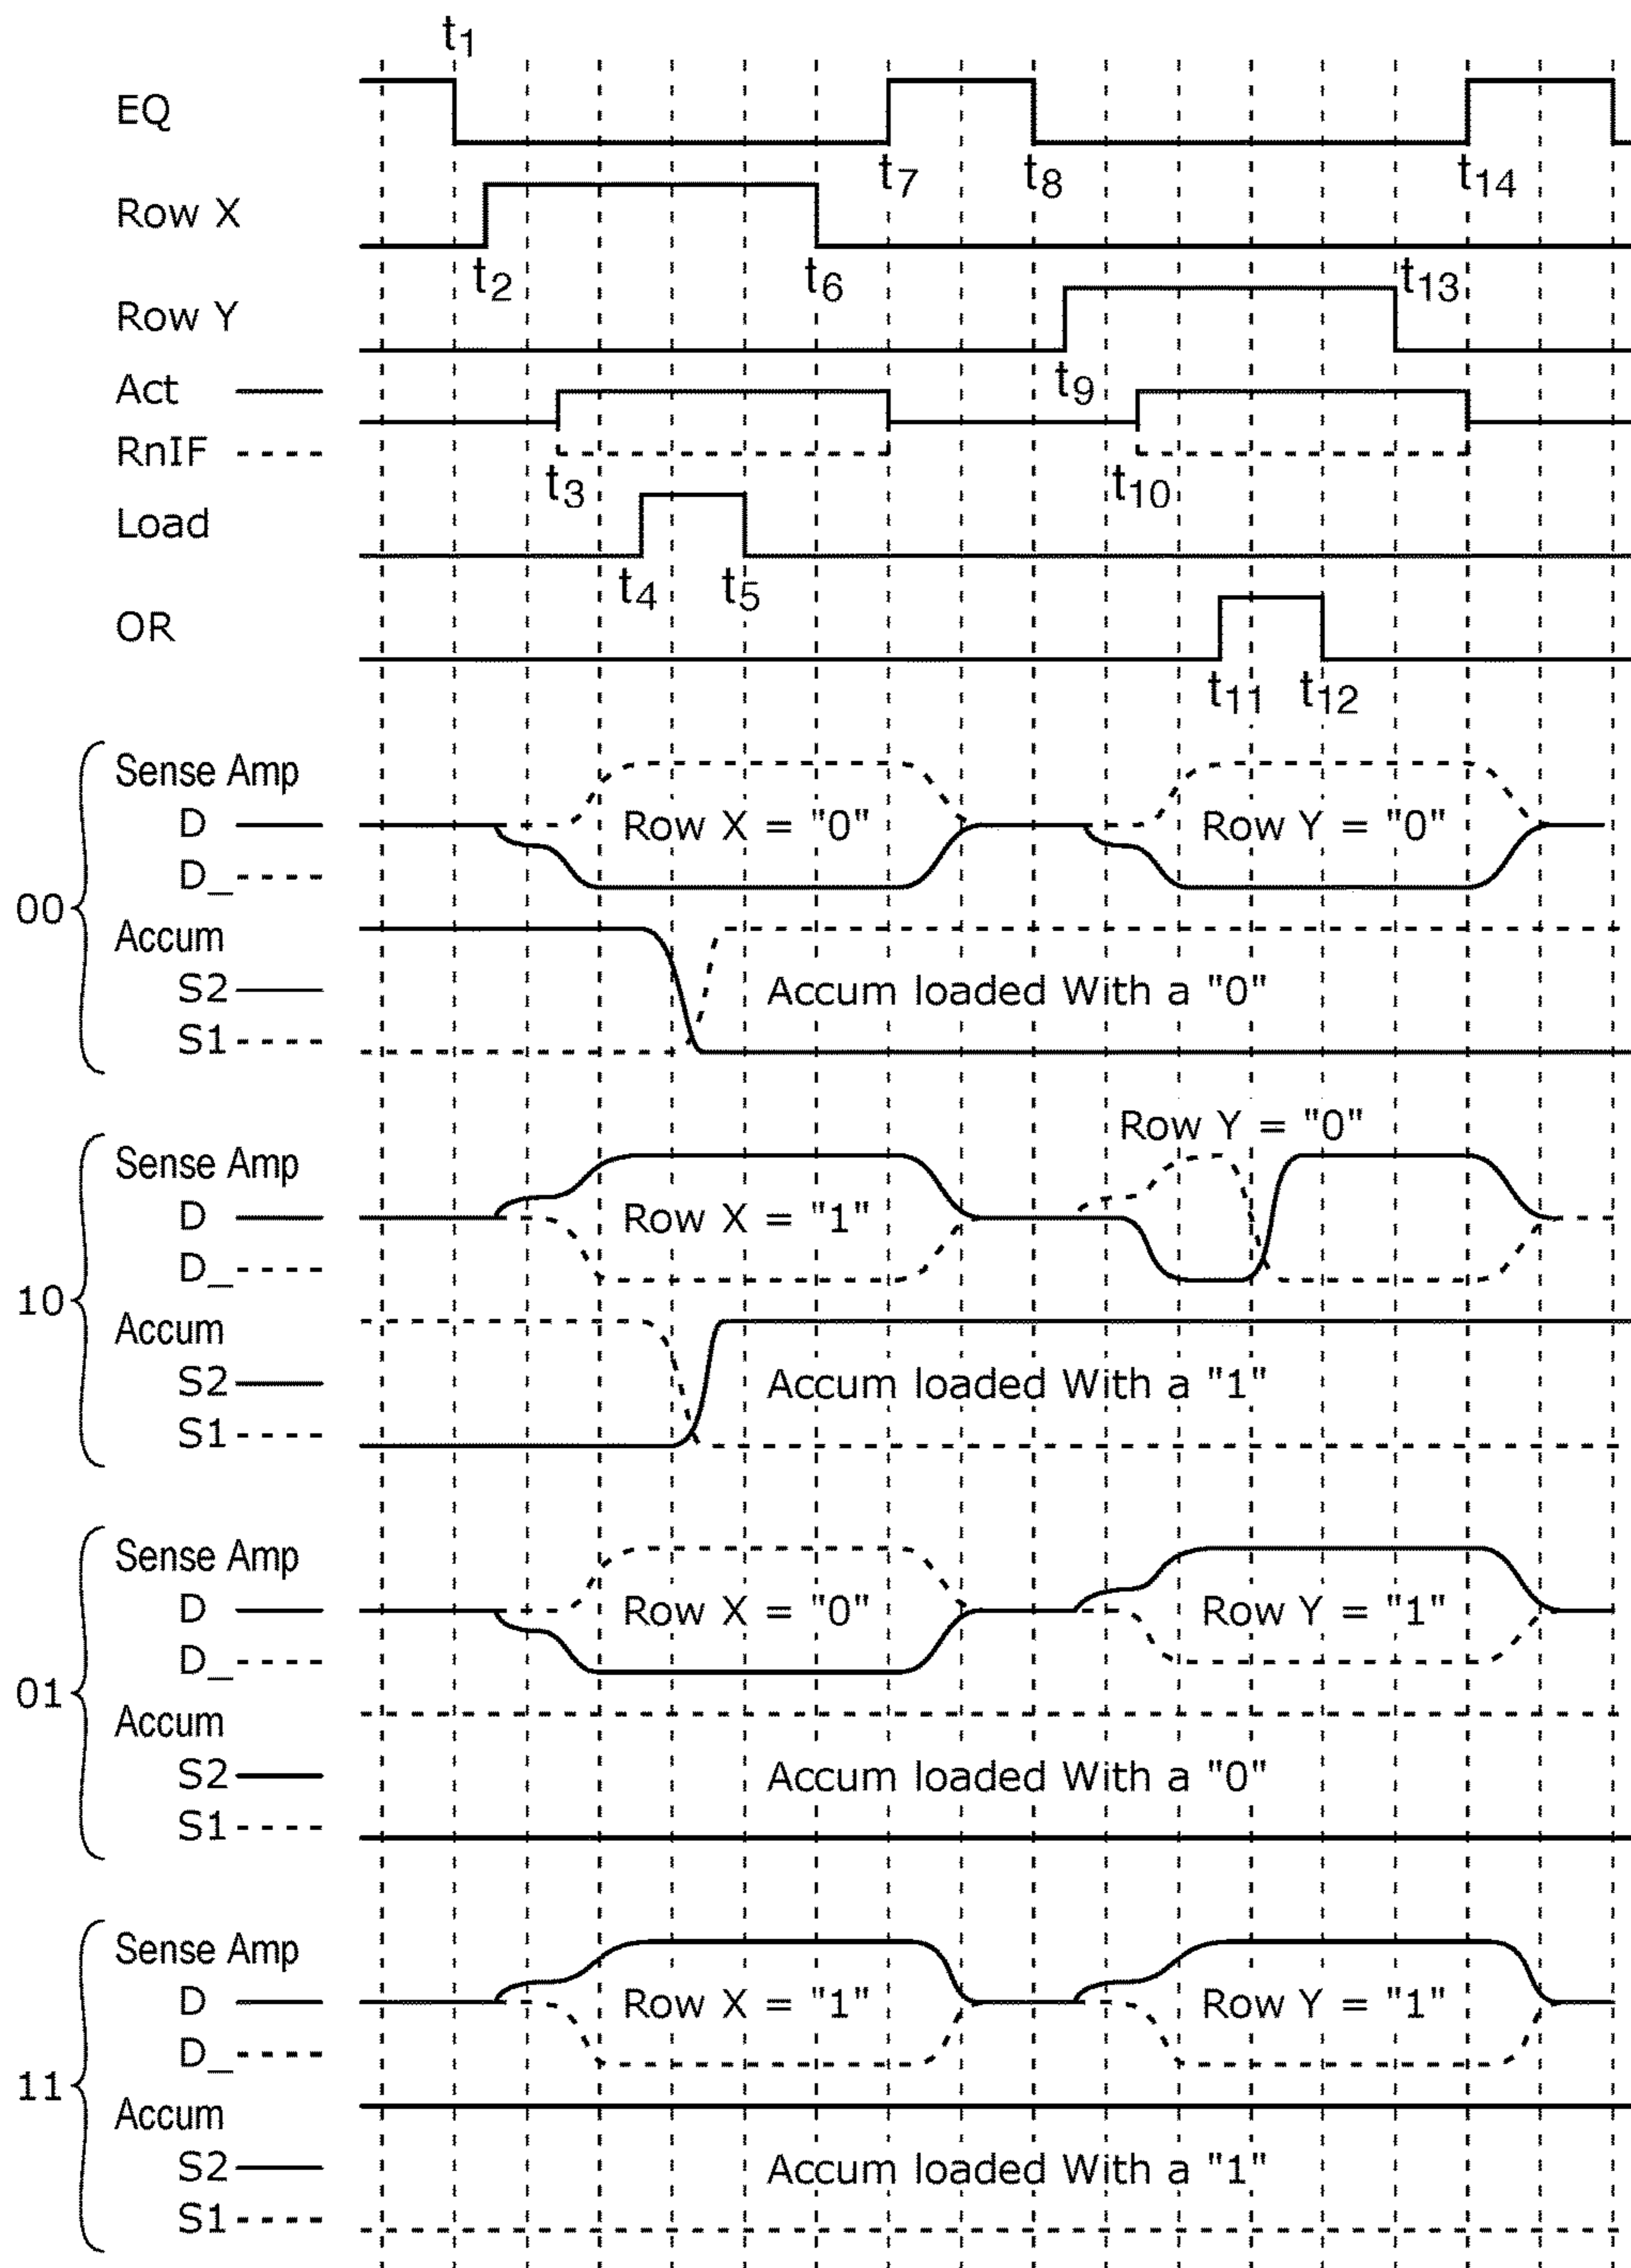 t1
EQ
t7 t8 t14
Row X
t2 t6 t13
Row Y
t9
Act
RnIF
t3 t10
Load
t4 t5
OR
t11 t12
00
Sense Amp
D Row X = "0" Row Y = "0"
D_
Accum
S2 Accum loaded With a "0"
S1
Row Y = "0"
10
Sense Amp
D Row X = "1"
D_
Accum
S2 Accum loaded With a "1"
S1
01
Sense Amp
D Row X = "0" Row Y = "1"
D_
Accum
S2 Accum loaded With a "0"
S1
11
Sense Amp
D Row X = "1" Row Y = "1"
D_
Accum
S2 Accum loaded With a "1"
S1